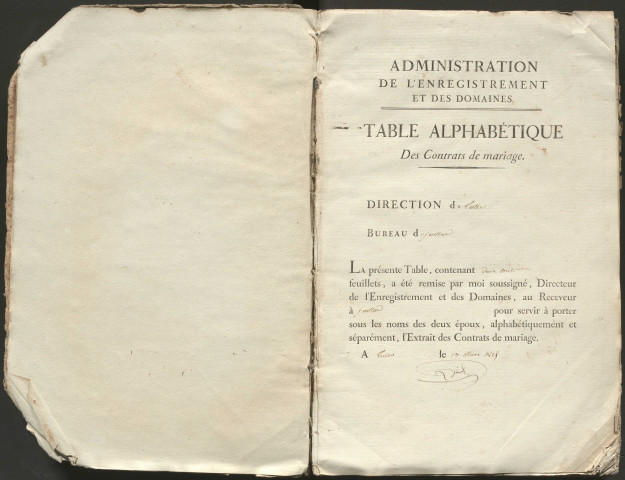 ADMINISTRATION
DE L'ENREGISTREMENT
ET DES DOMAINES.
TABLE ALPHABÉTIQUE
Des Contrats de mariage.
DIRECTION d
BUREAU d
LA présente Table, contenant
feuillets, a été remise par moi soussigné, Directeur
de l'Enregistrement et des Domaines, au Receveur
à pour servir à porter
sous les noms des deux époux, alphabétiquement et
séparément, l'Extrait des Contrats de mariage.
A le